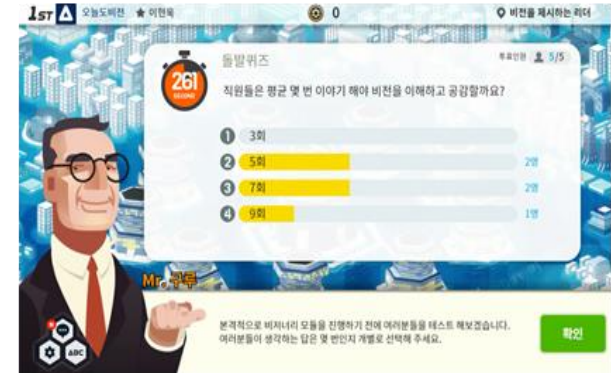 1ST 오늘도비전 ★ 이현욱 0 비전을 제시하는 리더
돌발퀴즈
투표인원 5/5
261
SECOND
직원들은 평균 몇 번 이야기 해야 비전을 이해하고 공감할까요?
1 3회
2 5회 2명
3 7회 2명
4 9회 1명
Mr. 구루
본격적으로 비저너리 모듈을 진행하기 전에 여러분들을 테스트 해보겠습니다.
여러분들이 생각하는 답은 몇 번인지 개별로 선택해 주세요.
확인
ABC